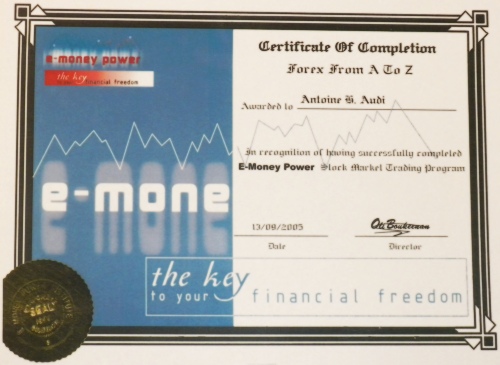 e-money power
the key financial freedom
e-mone
Certificate Of Completion
Forex From A To Z
Awarded to Antoine B. Audi
In recognition of having successfully completed
E-Money Power Stock Market Trading Program
13/09/2005
Date Director
the key
to your financial freedom
SEAL